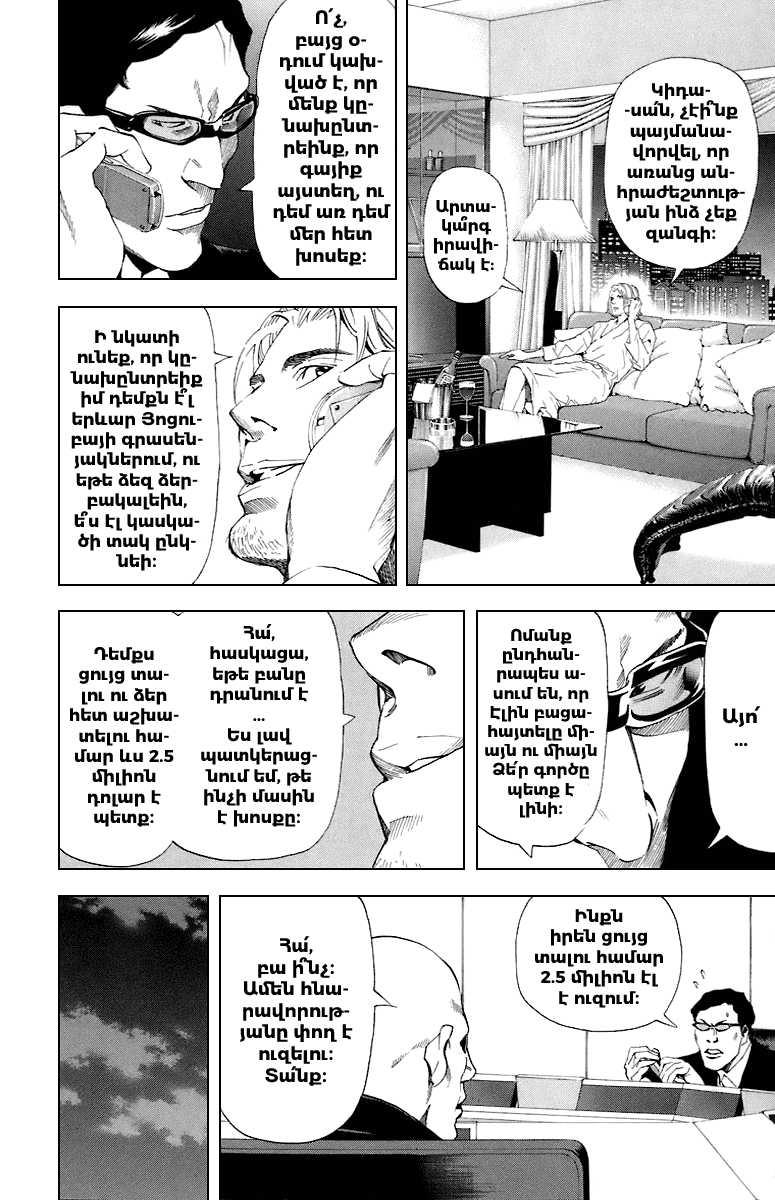 Կիդա-
-սա՛ն, չէի՞նք
պայմանա-
վորվել, որ
առանց ան-
հրաժեշտութ-
յան ինձ չեք
զանգի։
Արտա-
կա՞րգ
իրավի-
ճակ է։
Ո՛չ,
բայց օ-
դում կախ-
ված է, որ
մենք կը-
նախընտ-
րեինք, որ
գայիք
այստեղ, ու
դեմ առ դեմ
մեր հետ
խոսեք։
Ի նկատի
ունեք, որ կը-
նախընտրեիք
իմ դեմքն է՞լ
երևար Յոցու-
բայի գրասեն-
յակներում, ու
եթե ձեզ ձեր-
բակալեին,
ե՞ս էլ կասկա-
ծի տակ ընկ-
նեի։
Այո՛
...
Ոմանք
ընդհան-
րապես ա-
սում են, որ
Էլին բացա-
հայտելը մի-
այն ու միայն
Ձե՛ր գործը
պետք է
լինի։
Հա՛,
հասկացա,
եթե բանը
դրանում է
...
Ես լավ
պատկերաց-
նում եմ, թե
ինչի մասին
է խոսքը։
Դեմքս
ցույց տա-
լու ու ձեր
հետ աշխա-
տելու հա-
մար ևս 2.5
միլիոն
դոլար է
պետք։
Ինքն
իրեն ցույց
տալու համար
2.5 միլիոն էլ
է ուզում։
Հա՛,
բա ի՞նչ։
Ամեն հնա-
րավորութ-
յանը փող է
ուզելու։
Տա՛նք։